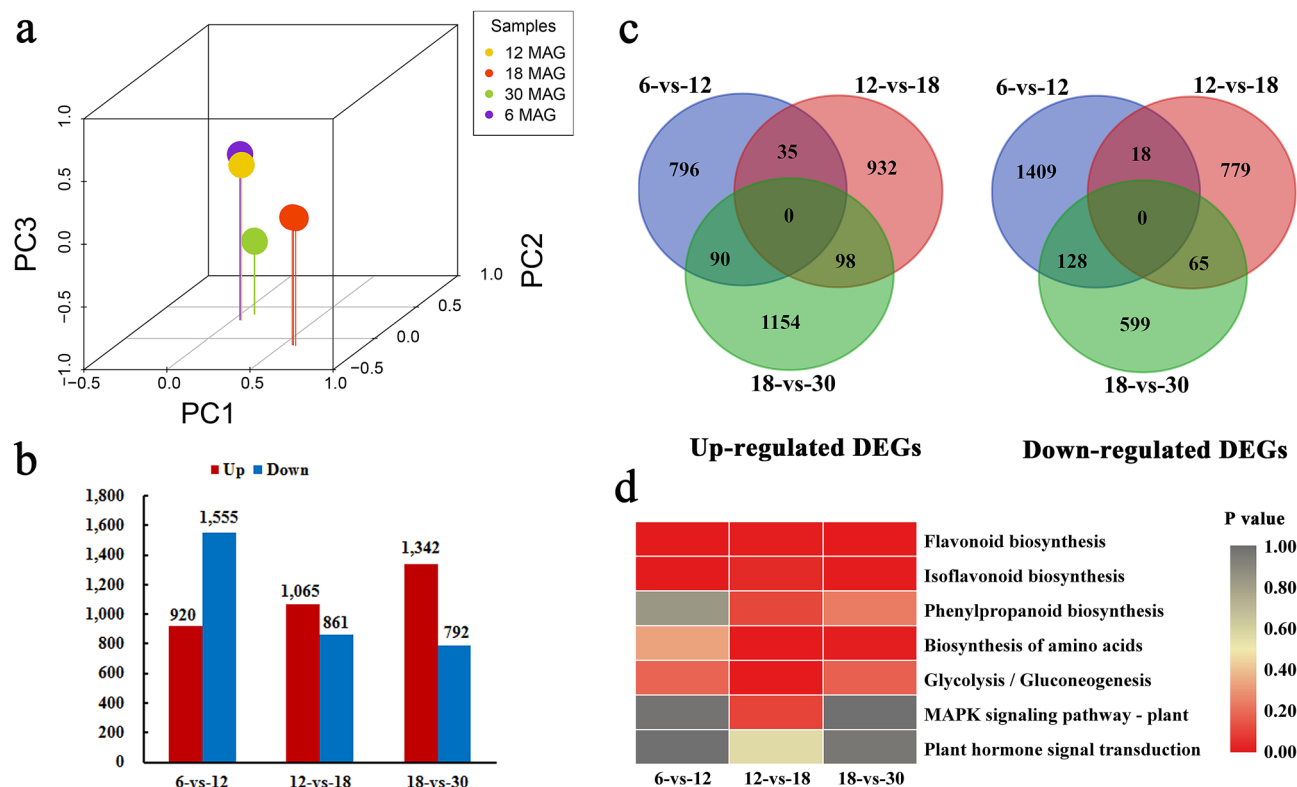 a
Samples
12 MAG
18 MAG
30 MAG
6 MAG
PC3
1.0
0.5
0.0
−0.5
−1.0
−0.5
0.0
0.5
1.0
PC1
−0.5
0.0
0.5
1.0
PC2
b
Up Down
1,800
1,600
1,400
1,200
1,000
800
600
400
200
0
920
1,555
1,065
861
1,342
792
6-vs-12 12-vs-18 18-vs-30
c
6-vs-12 12-vs-18
796 35 932
0
90 98
1154
18-vs-30
Up-regulated DEGs
6-vs-12 12-vs-18
1409 18 779
0
128 65
599
18-vs-30
Down-regulated DEGs
d
Flavonoid biosynthesis
Isoflavonoid biosynthesis
Phenylpropanoid biosynthesis
Biosynthesis of amino acids
Glycolysis / Gluconeogenesis
MAPK signaling pathway - plant
Plant hormone signal transduction
6-vs-12 12-vs-18 18-vs-30
P value
1.00
0.80
0.60
0.40
0.20
0.00